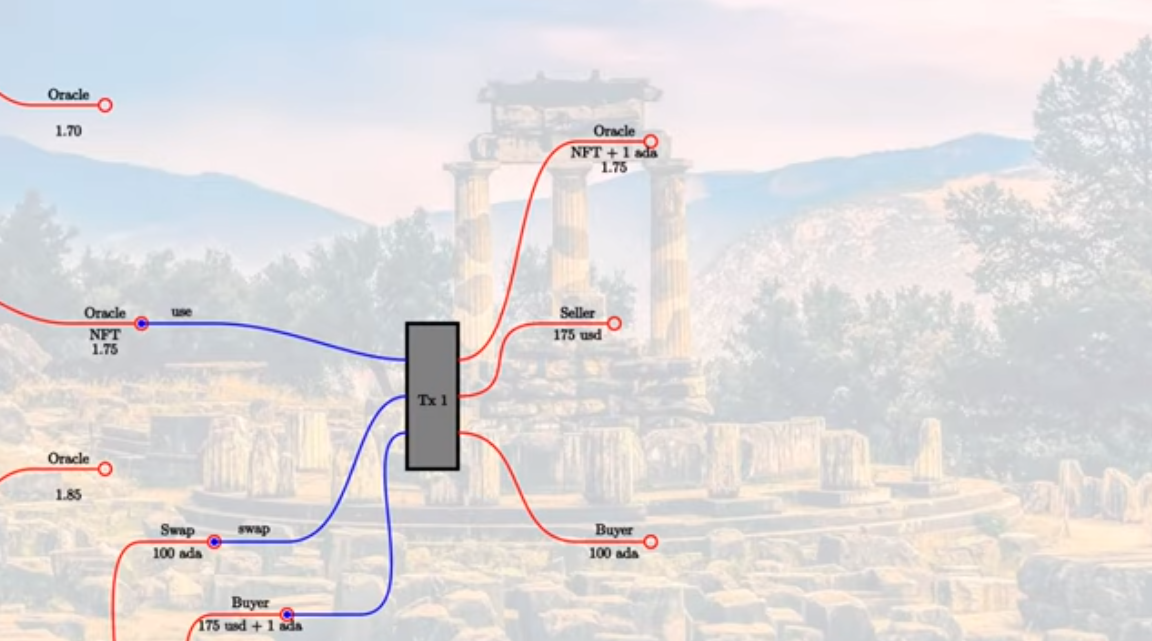 Oracle
1.70
Oracle
NFT + 1 ada
1.75
Oracle
use
NFT
1.75
Seller
175 usd
Tx 1
Oracle
1.85
Swap
swap
100 ada
Buyer
100 ada
Buyer
175 usd + 1 ada